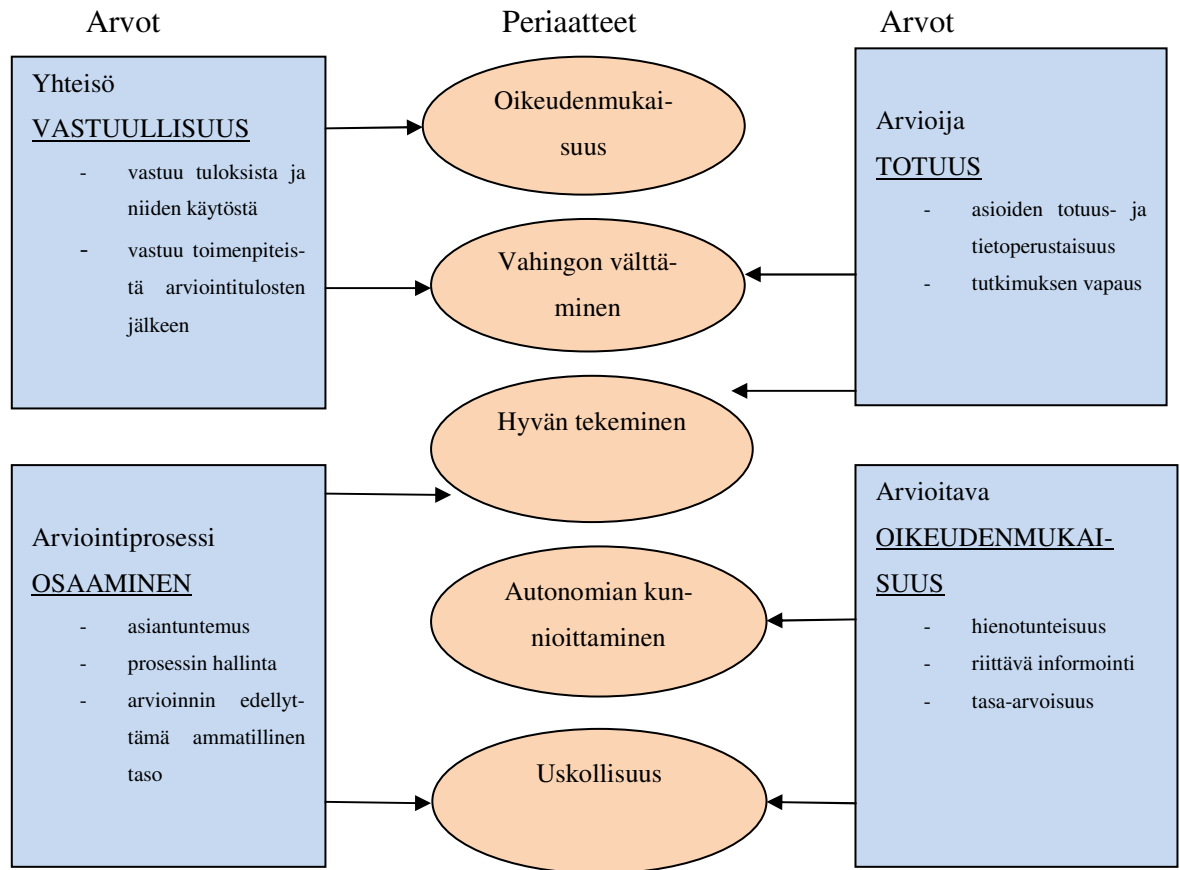 Arvot
Periaatteet
Arvot
Yhteisö
VASTUULLISUUS
- vastuu tuloksista ja
niiden käytöstä
- vastuu toimenpiteis-
tä arviointitulosten
jälkeen
Arviointiprosessi
OSAAMINEN
- asiantuntemus
- prosessin hallinta
- arvioinnin edellyt-
tämä ammatillinen
taso
Oikeudenmukai-
suus
Vahingon välttä-
minen
Hyvän tekeminen
Autonomian kun-
nioittaminen
Uskollisuus
Arvioija
TOTUUS
- asioiden totuus- ja
tietoperustaisuus
- tutkimuksen vapaus
Arvioitava
OIKEUDENMUKAI-
SUUS
- hienotunteisuus
- riittävä informointi
- tasa-arvoisuus